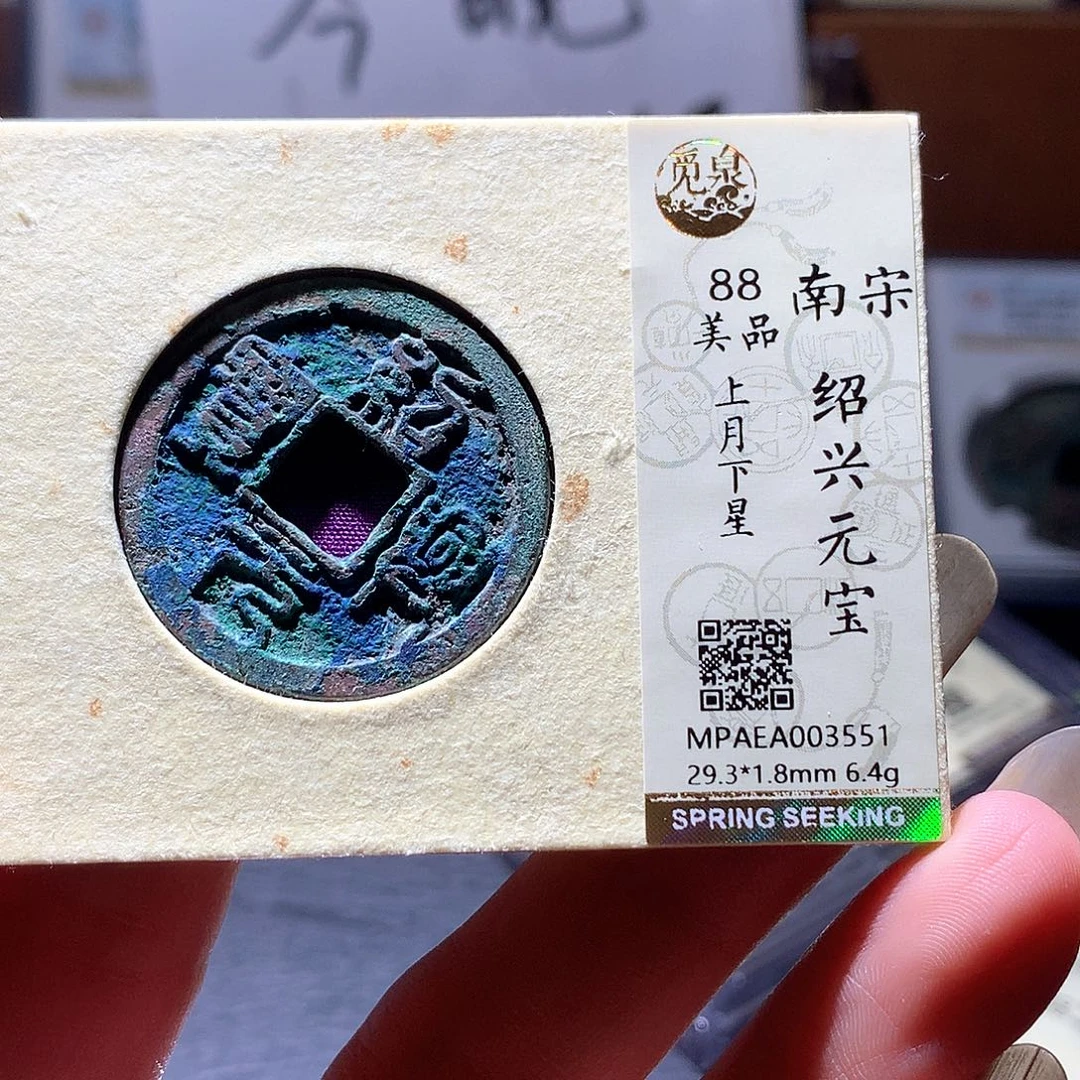 觅泉
南宋
绍兴元宝
88
美品
上月下星
MPAEA003551
29.3*1.8mm 6.4g
SPRING SEEKING